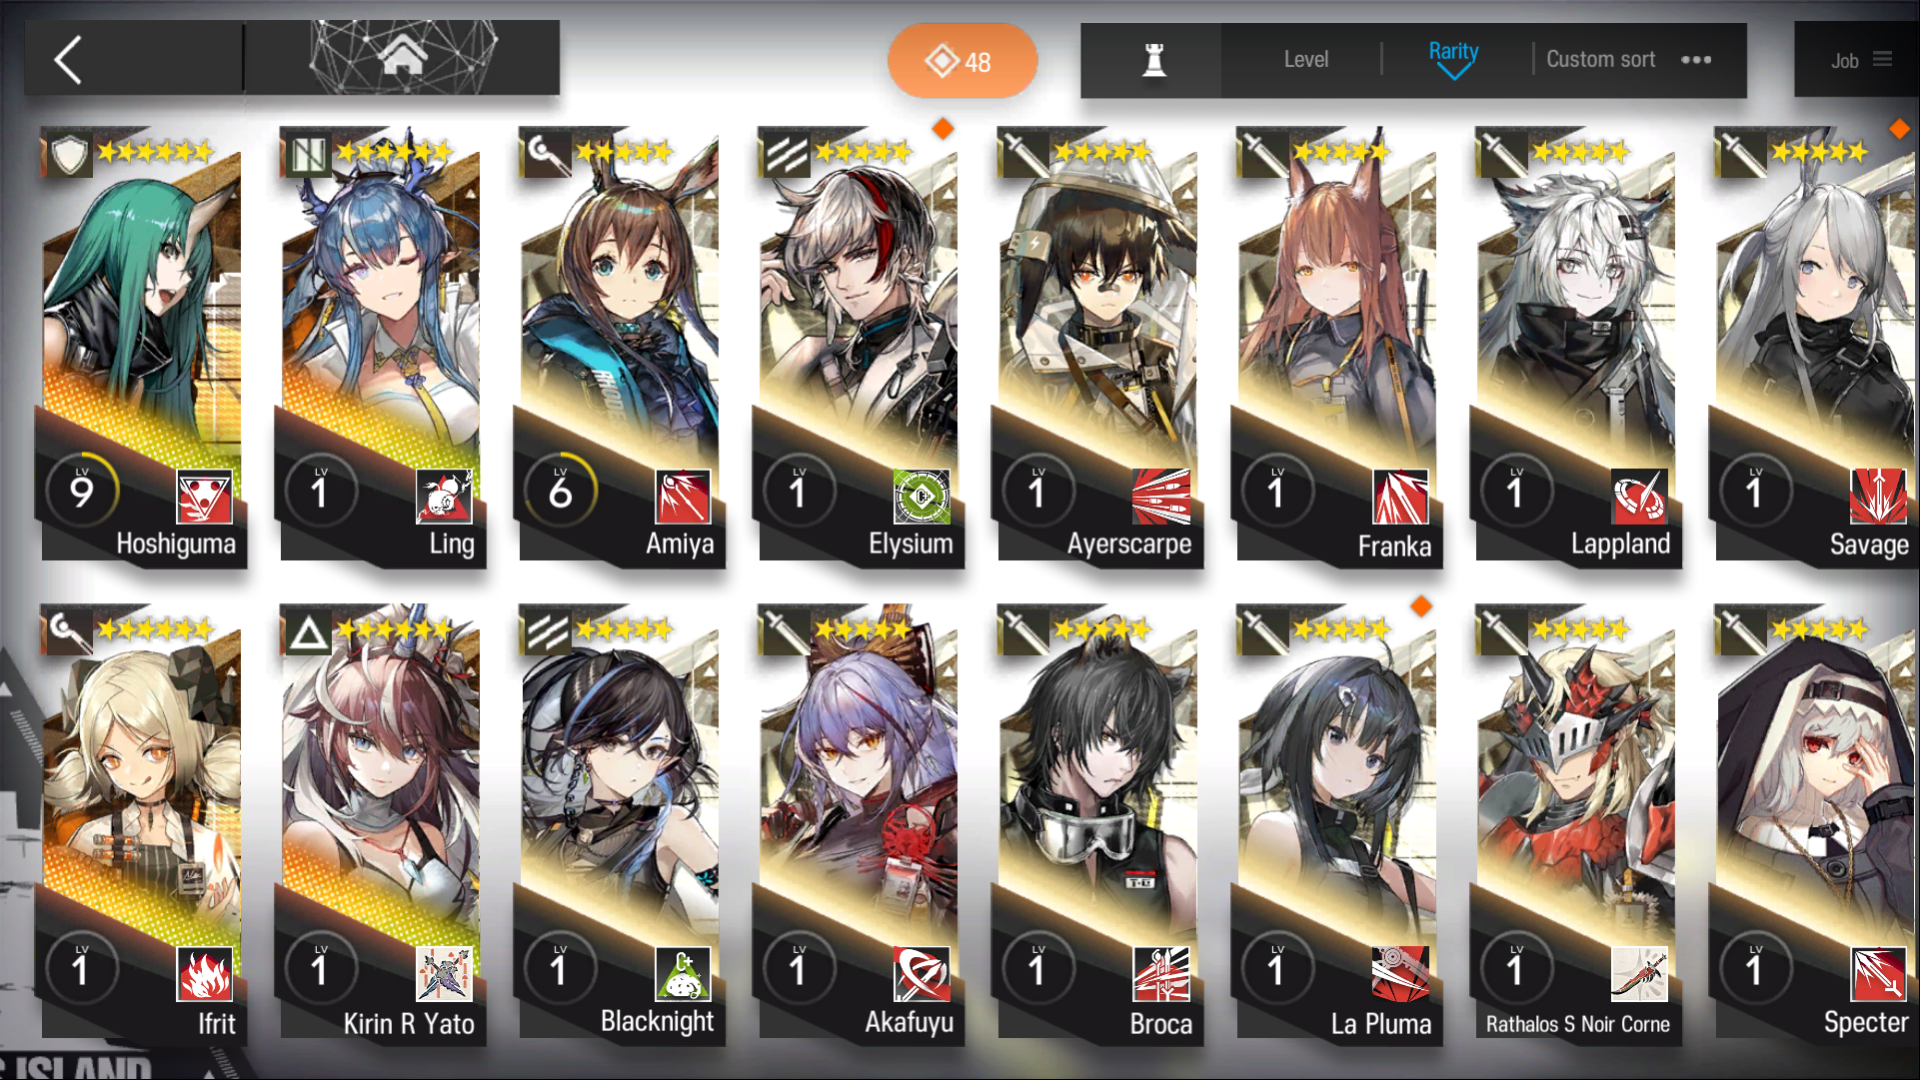 48
Level
Rarity
Custom sort
Job
LV
9
Hoshiguma
LV
1
Ling
LV
6
Amiya
LV
1
Elysium
LV
1
Ayerscarpe
LV
1
Franka
LV
1
Lappland
LV
1
Savage
LV
1
Ifrit
LV
1
Kirin R Yato
LV
1
Blacknight
LV
1
Akafuyu
LV
1
Broca
LV
1
La Pluma
LV
1
Rathalos S Noir Corne
LV
1
Specter
ISLAND